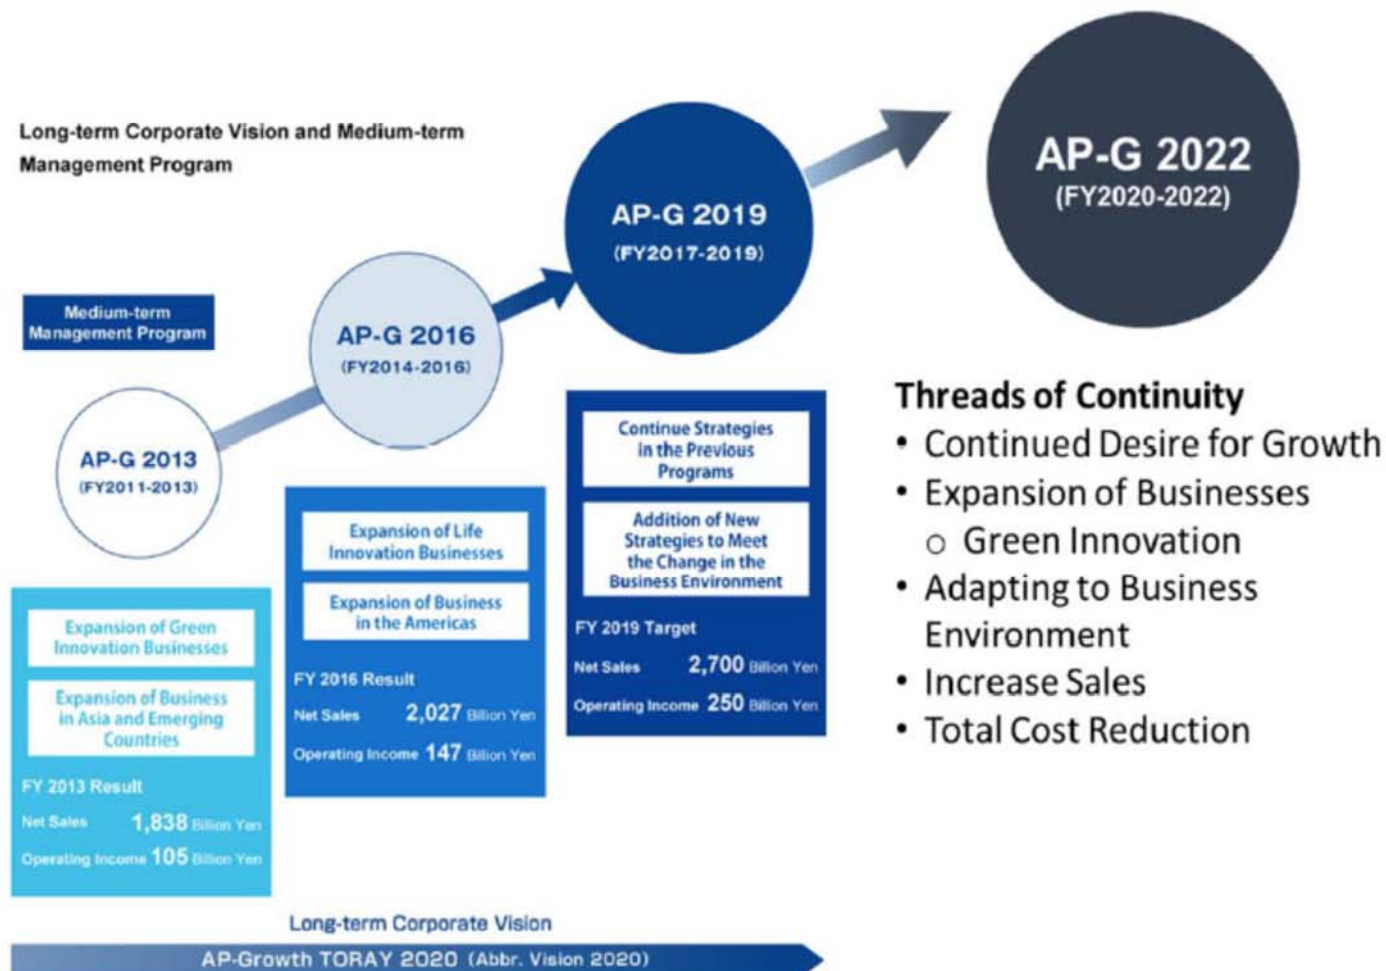 Long-term Corporate Vision and Medium-term
Management Program
Medium-term
Management Program
AP-G 2013
(FY2011-2013)
Expansion of Green
Innovation Businesses
Expansion of Business
in Asia and Emerging
Countries
FY 2013 Result
Net Sales 1,838 Billion Yen
Operating Income 105 Billion Yen
AP-G 2016
(FY2014-2016)
Expansion of Life
Innovation Businesses
Expansion of Business
in the Americas
FY 2016 Result
Net Sales 2,027 Billion Yen
Operating Income 147 Billion Yen
AP-G 2019
(FY2017-2019)
Continue Strategies
in the Previous
Programs
Addition of New
Strategies to Meet
the Change in the
Business Environment
FY 2019 Target
Net Sales 2,700 Billion Yen
Operating Income 250 Billion Yen
AP-G 2022
(FY2020-2022)
Threads of Continuity
• Continued Desire for Growth
• Expansion of Businesses
o Green Innovation
• Adapting to Business
Environment
• Increase Sales
• Total Cost Reduction
Long-term Corporate Vision
AP-Growth TORAY 2020 (Abbr. Vision 2020)